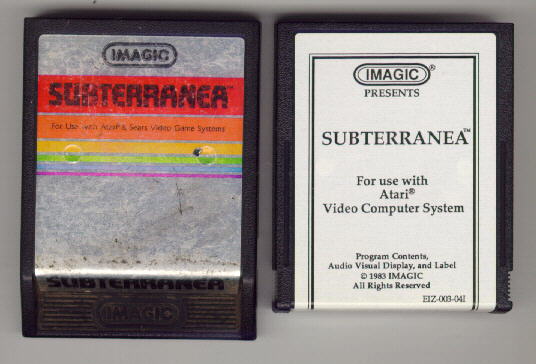 IMAGIC
SUBTERRANEA™
For Use with Atari & Sears Video Game Systems
SUBTERRANEA
IMAGIC
IMAGIC®
PRESENTS
SUBTERRANEA™
For use with
Atari®
Video Computer System
Program Contents,
Audio Visual Display, and Label
© 1983 IMAGIC
All Rights Reserved
EIZ-003-04I